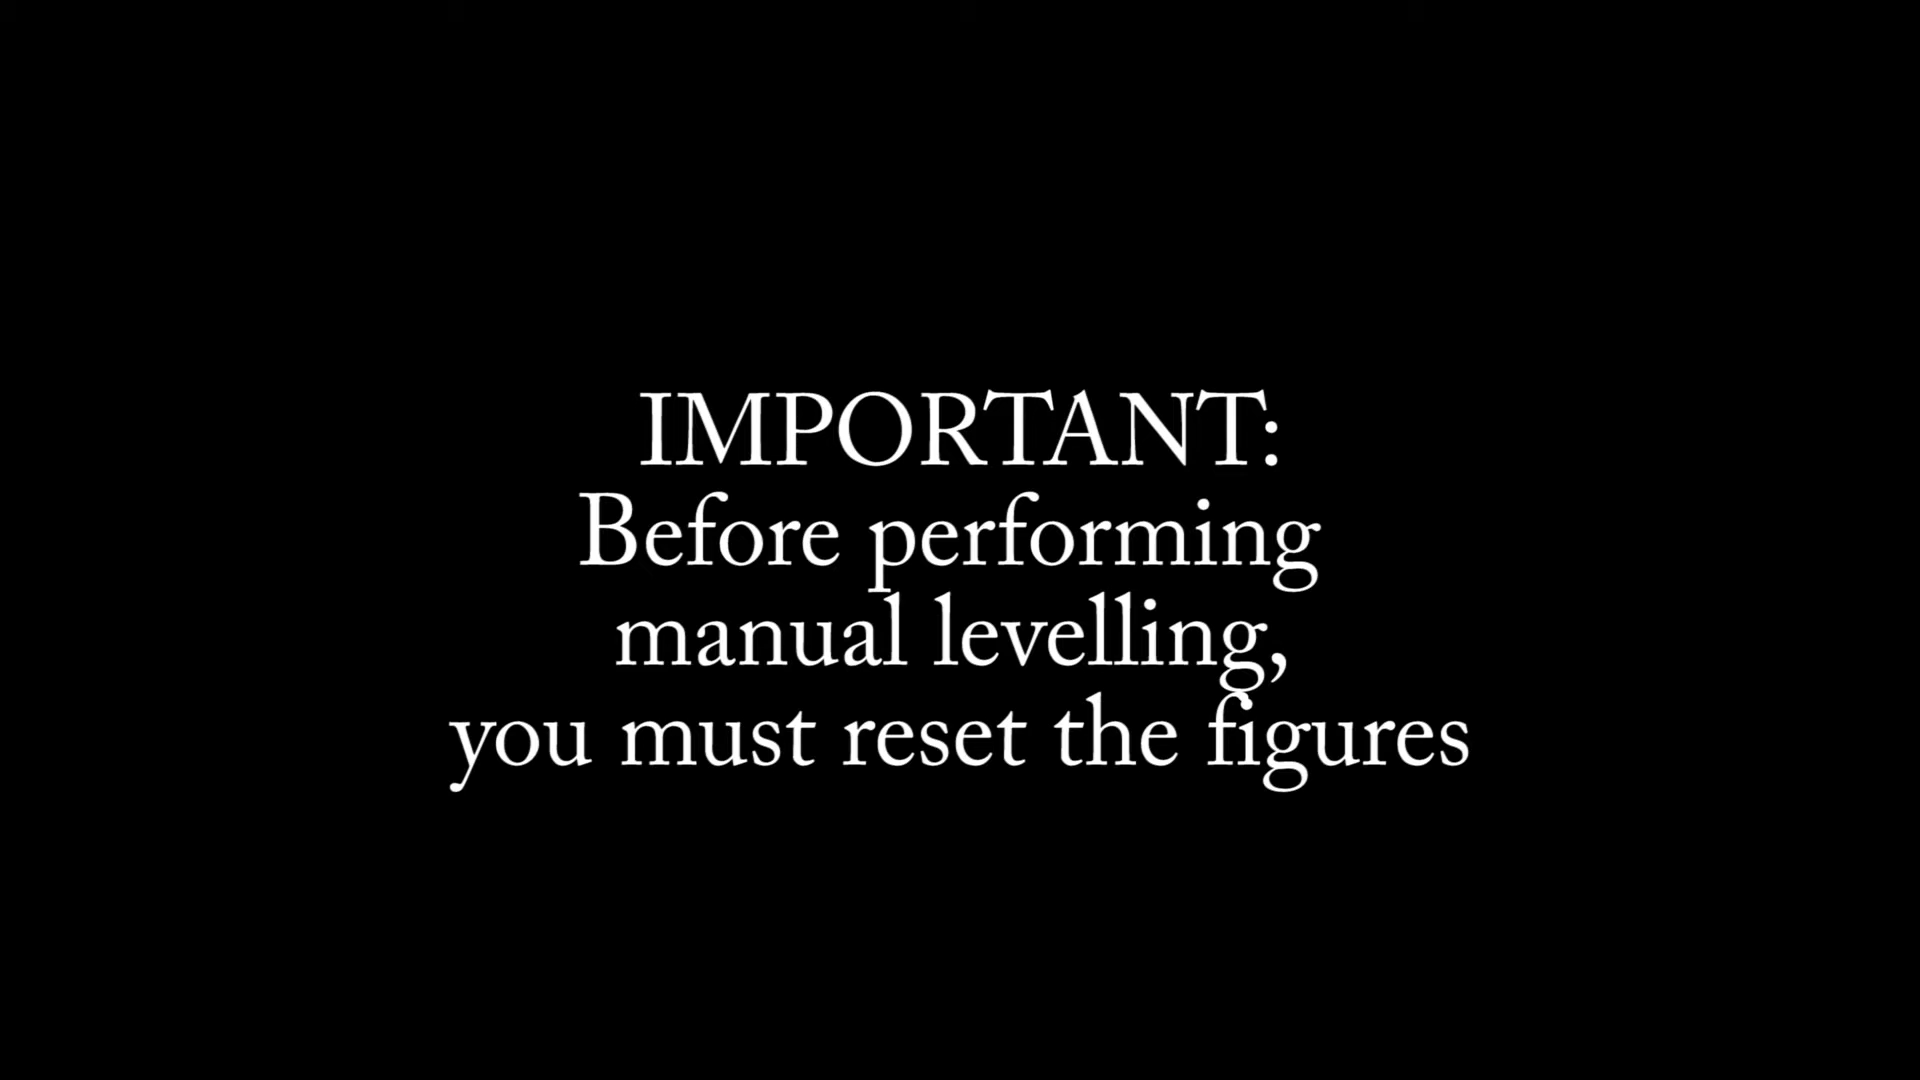 IMPORTANT:
Before performing
manual levelling,
you must reset the figures